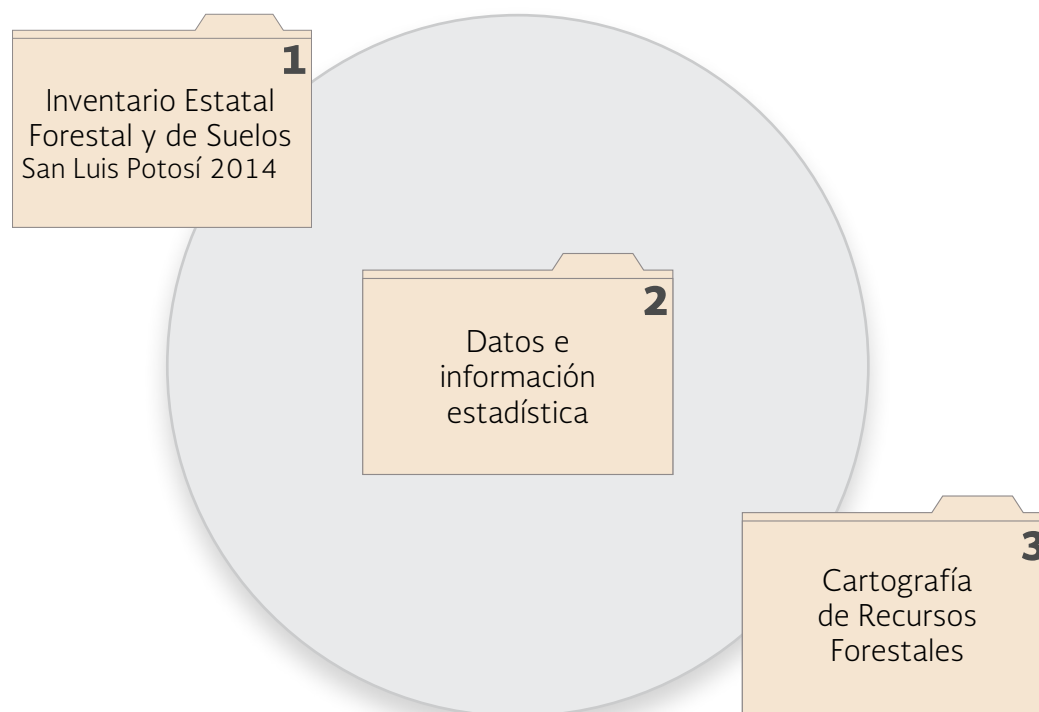 1
Inventario Estatal
Forestal y de Suelos
San Luis Potosí 2014
2
Datos e
información
estadística
3
Cartografía
de Recursos
Forestales